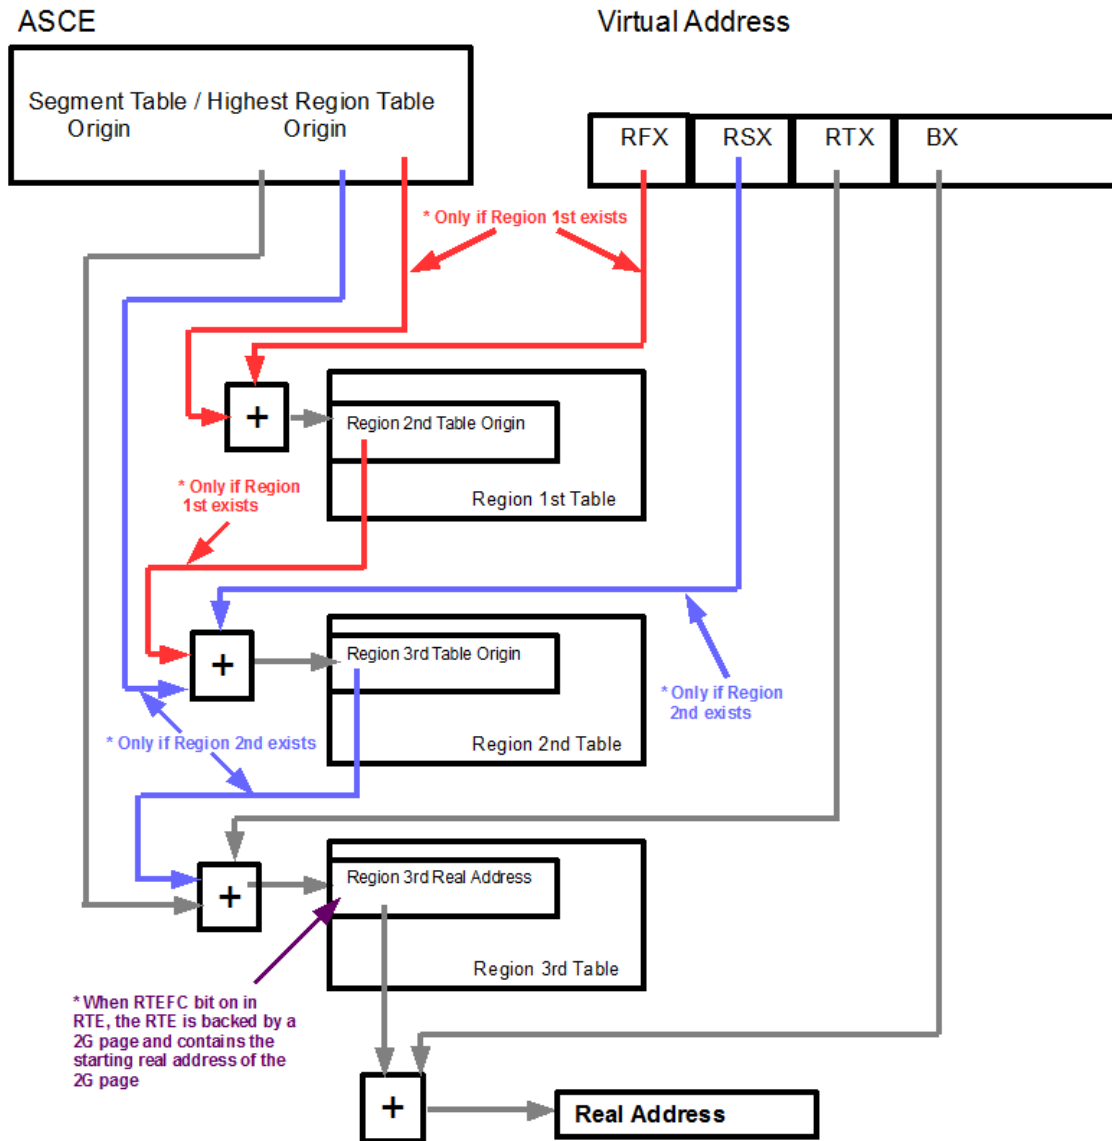 ASCE
Virtual Address
Segment Table / Highest Region Table
Origin Origin
RFX RSX RTX BX
* Only if Region 1st exists
+
Region 2nd Table Origin
Region 1st Table
* Only if Region
1st exists
+
Region 3rd Table Origin
* Only if Region
2nd exists
* Only if Region 2nd exists
Region 2nd Table
+
Region 3rd Real Address
Region 3rd Table
* When RTEFC bit on in
RTE, the RTE is backed by a
2G page and contains the
starting real address of the
2G page
+
Real Address